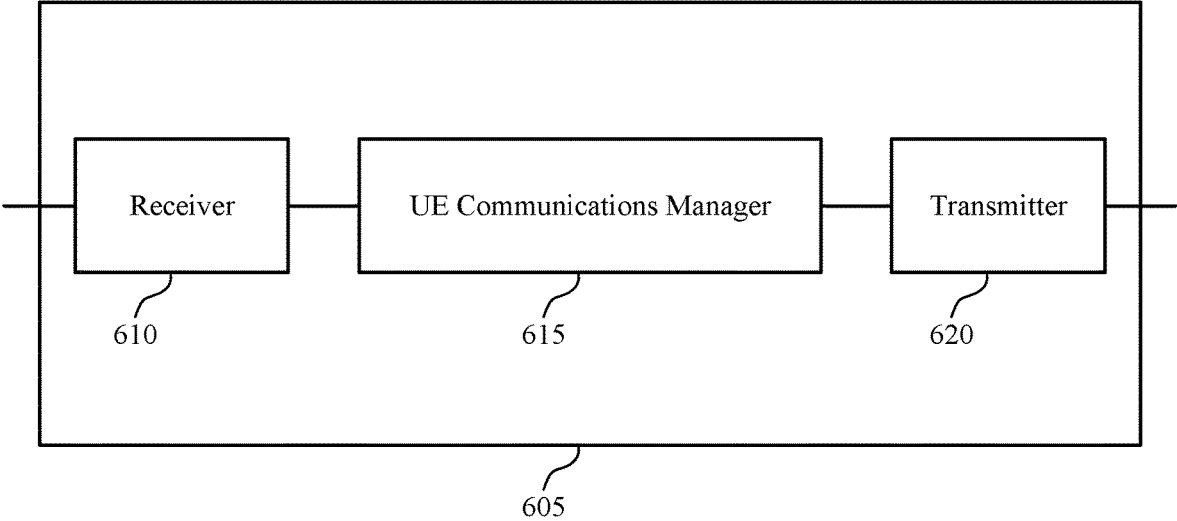 Receiver
UE Communications Manager
Transmitter
610
615
620
605